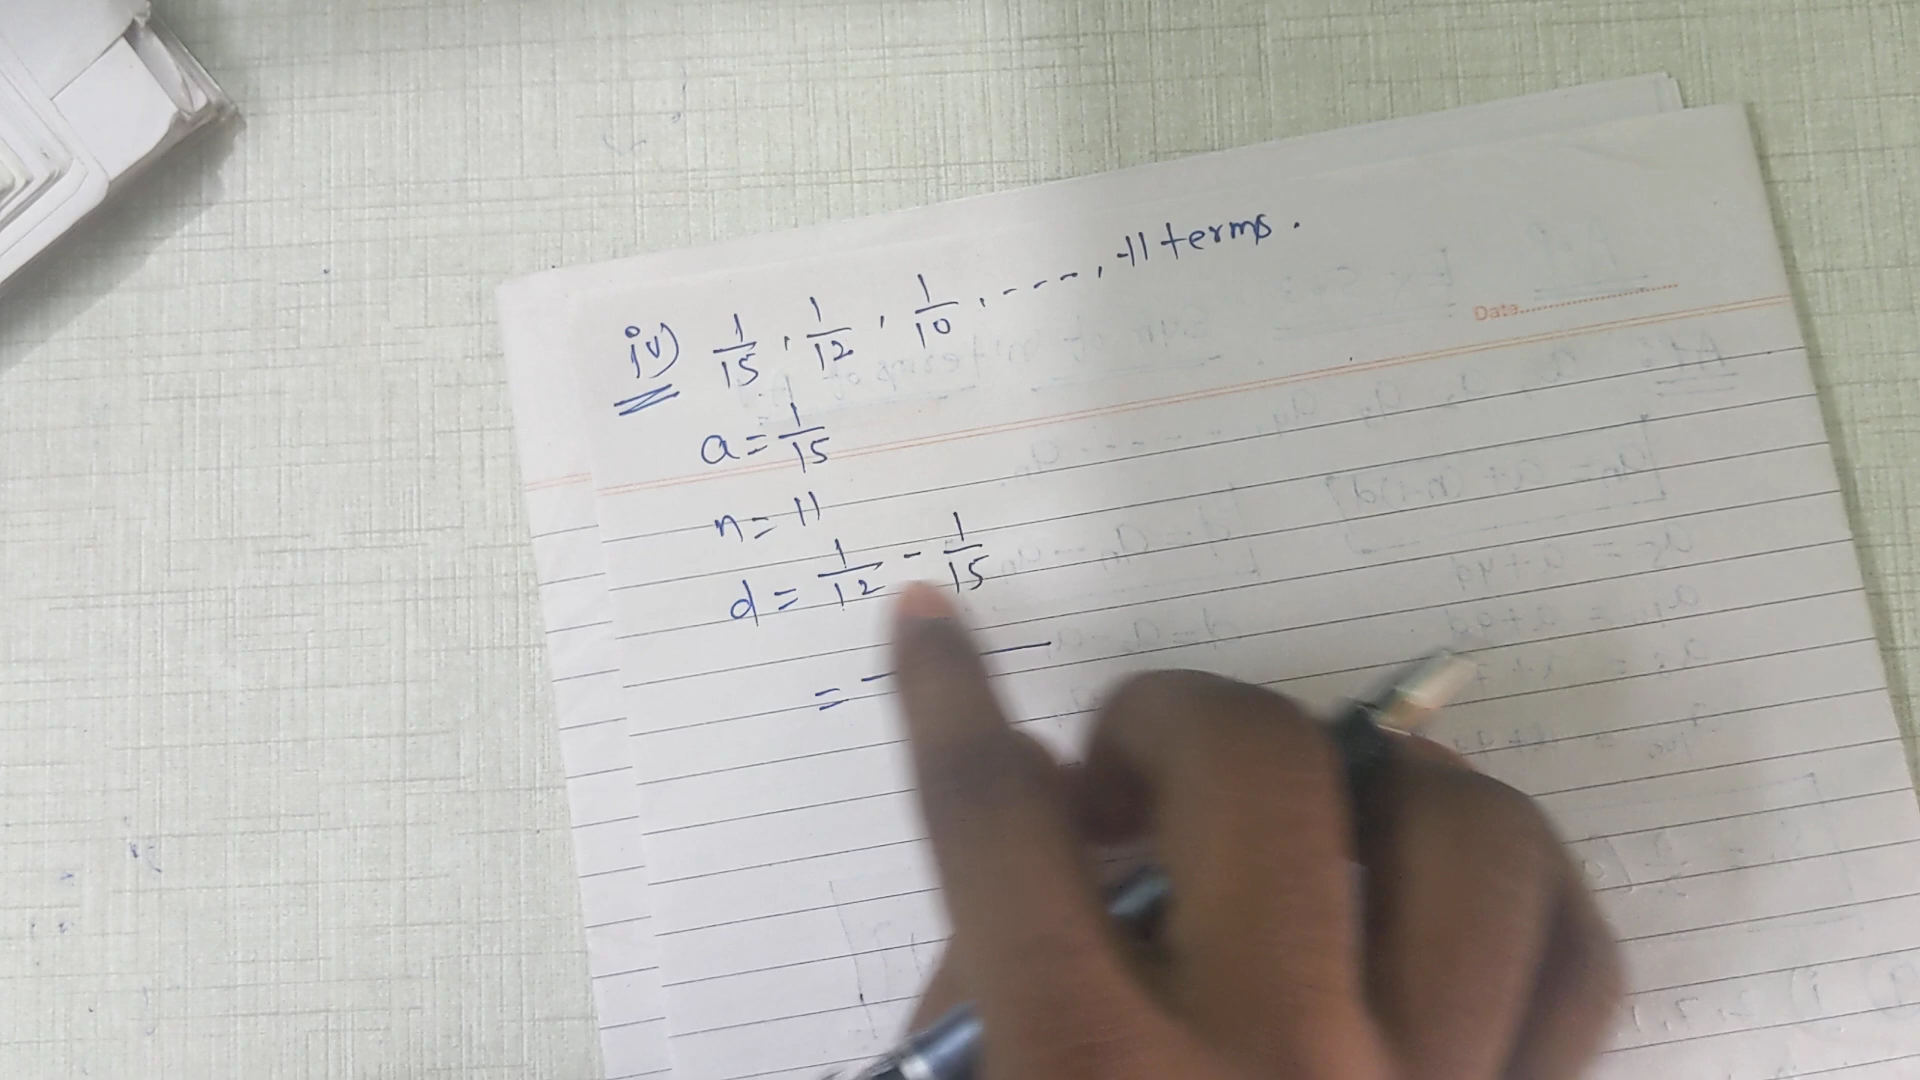 iv) 1/15, 1/12, 1/10, ----, 11 terms.
Date
a = 1/15
n = 11
d = 1/12 - 1/15
=